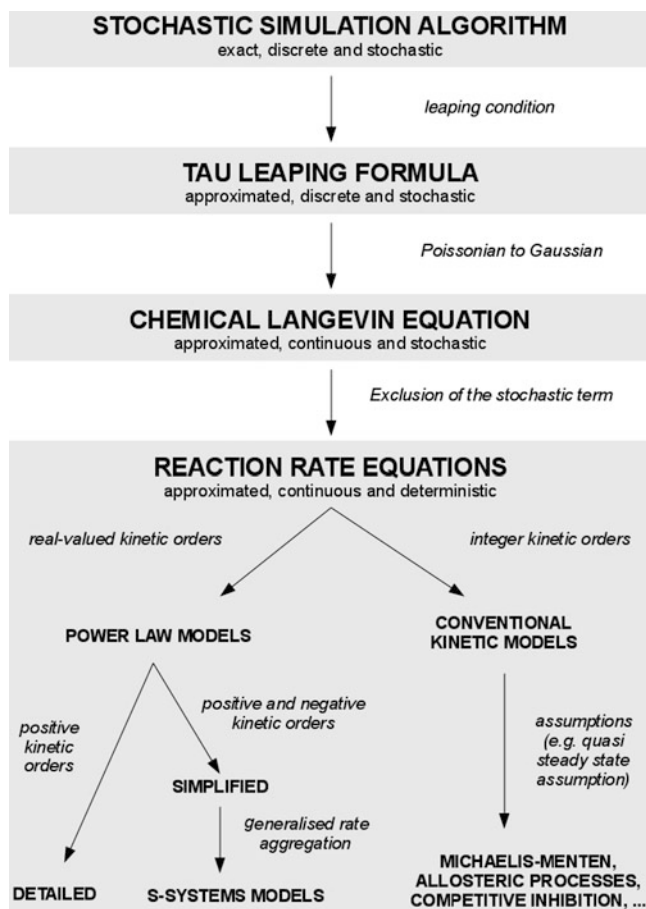 STOCHASTIC SIMULATION ALGORITHM
exact, discrete and stochastic
leaping condition
TAU LEAPING FORMULA
approximated, discrete and stochastic
Poissonian to Gaussian
CHEMICAL LANGEVIN EQUATION
approximated, continuous and stochastic
Exclusion of the stochastic term
REACTION RATE EQUATIONS
approximated, continuous and deterministic
real-valued kinetic orders
integer kinetic orders
POWER LAW MODELS
CONVENTIONAL
KINETIC MODELS
positive
kinetic
orders
positive and negative
kinetic orders
assumptions
(e.g. quasi
steady state
assumption)
SIMPLIFIED
generalised rate
aggregation
DETAILED
S-SYSTEMS MODELS
MICHAELIS-MENTEN,
ALLOSTERIC PROCESSES,
COMPETITIVE INHIBITION, ...